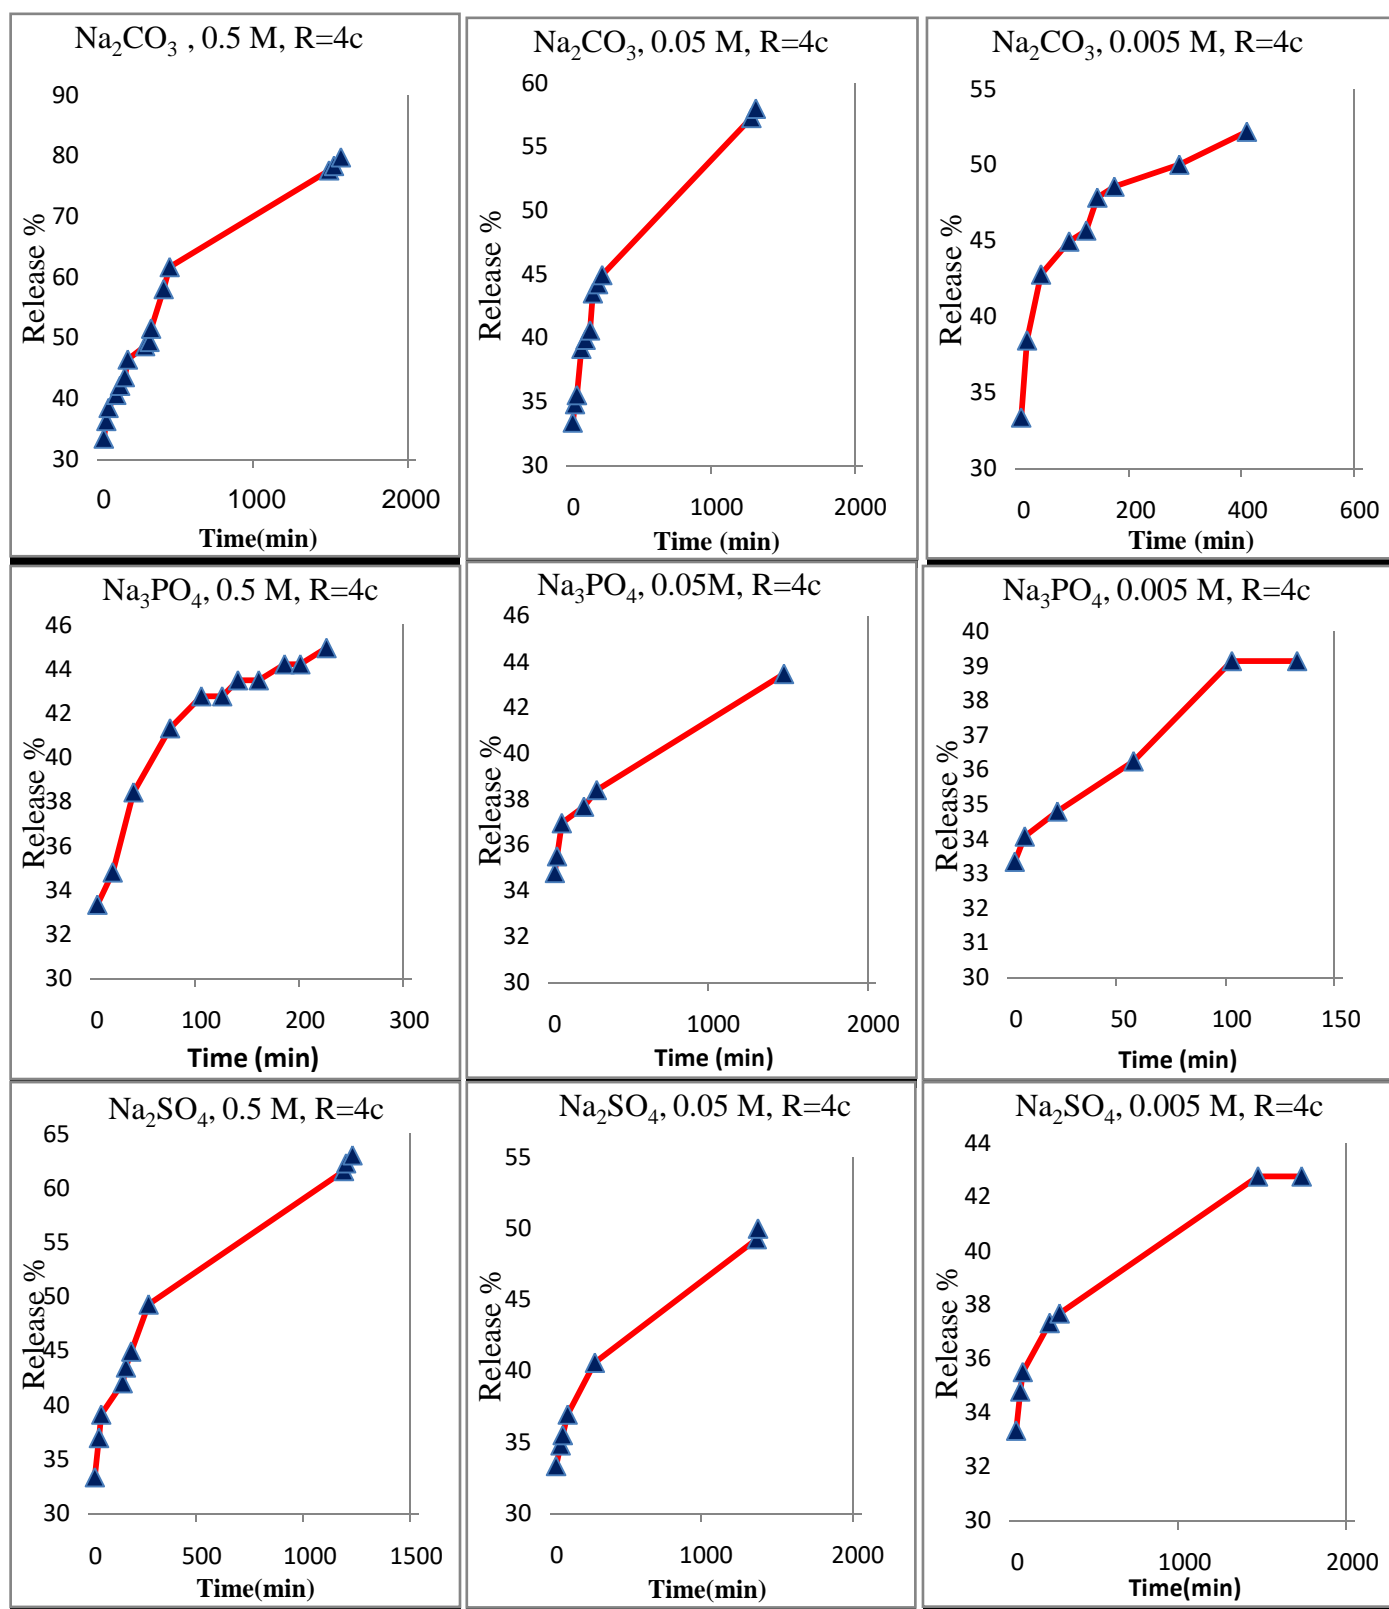 Na₂CO₃ , 0.5 M, R=4c
90
80
70
60
50
40
30
Release %
0 1000 2000
Time(min)
Na₂CO₃, 0.05 M, R=4c
60
55
50
45
40
35
30
Release %
0 1000 2000
Time (min)
Na₂CO₃, 0.005 M, R=4c
55
50
45
40
35
30
Release %
0 200 400 600
Time (min)
Na₃PO₄, 0.5 M, R=4c
46
44
42
40
38
36
34
32
30
Release %
0 100 200 300
Time (min)
Na₃PO₄, 0.05M, R=4c
46
44
42
40
38
36
34
32
30
Release %
0 1000 2000
Time (min)
Na₃PO₄, 0.005 M, R=4c
40
39
38
37
36
35
34
33
32
31
30
Release %
0 50 100 150
Time (min)
Na₂SO₄, 0.5 M, R=4c
65
60
55
50
45
40
35
30
Release %
0 500 1000 1500
Time(min)
Na₂SO₄, 0.05 M, R=4c
55
50
45
40
35
30
Release %
0 1000 2000
Time(min)
Na₂SO₄, 0.005 M, R=4c
44
42
40
38
36
34
32
30
Release %
0 1000 2000
Time(min)